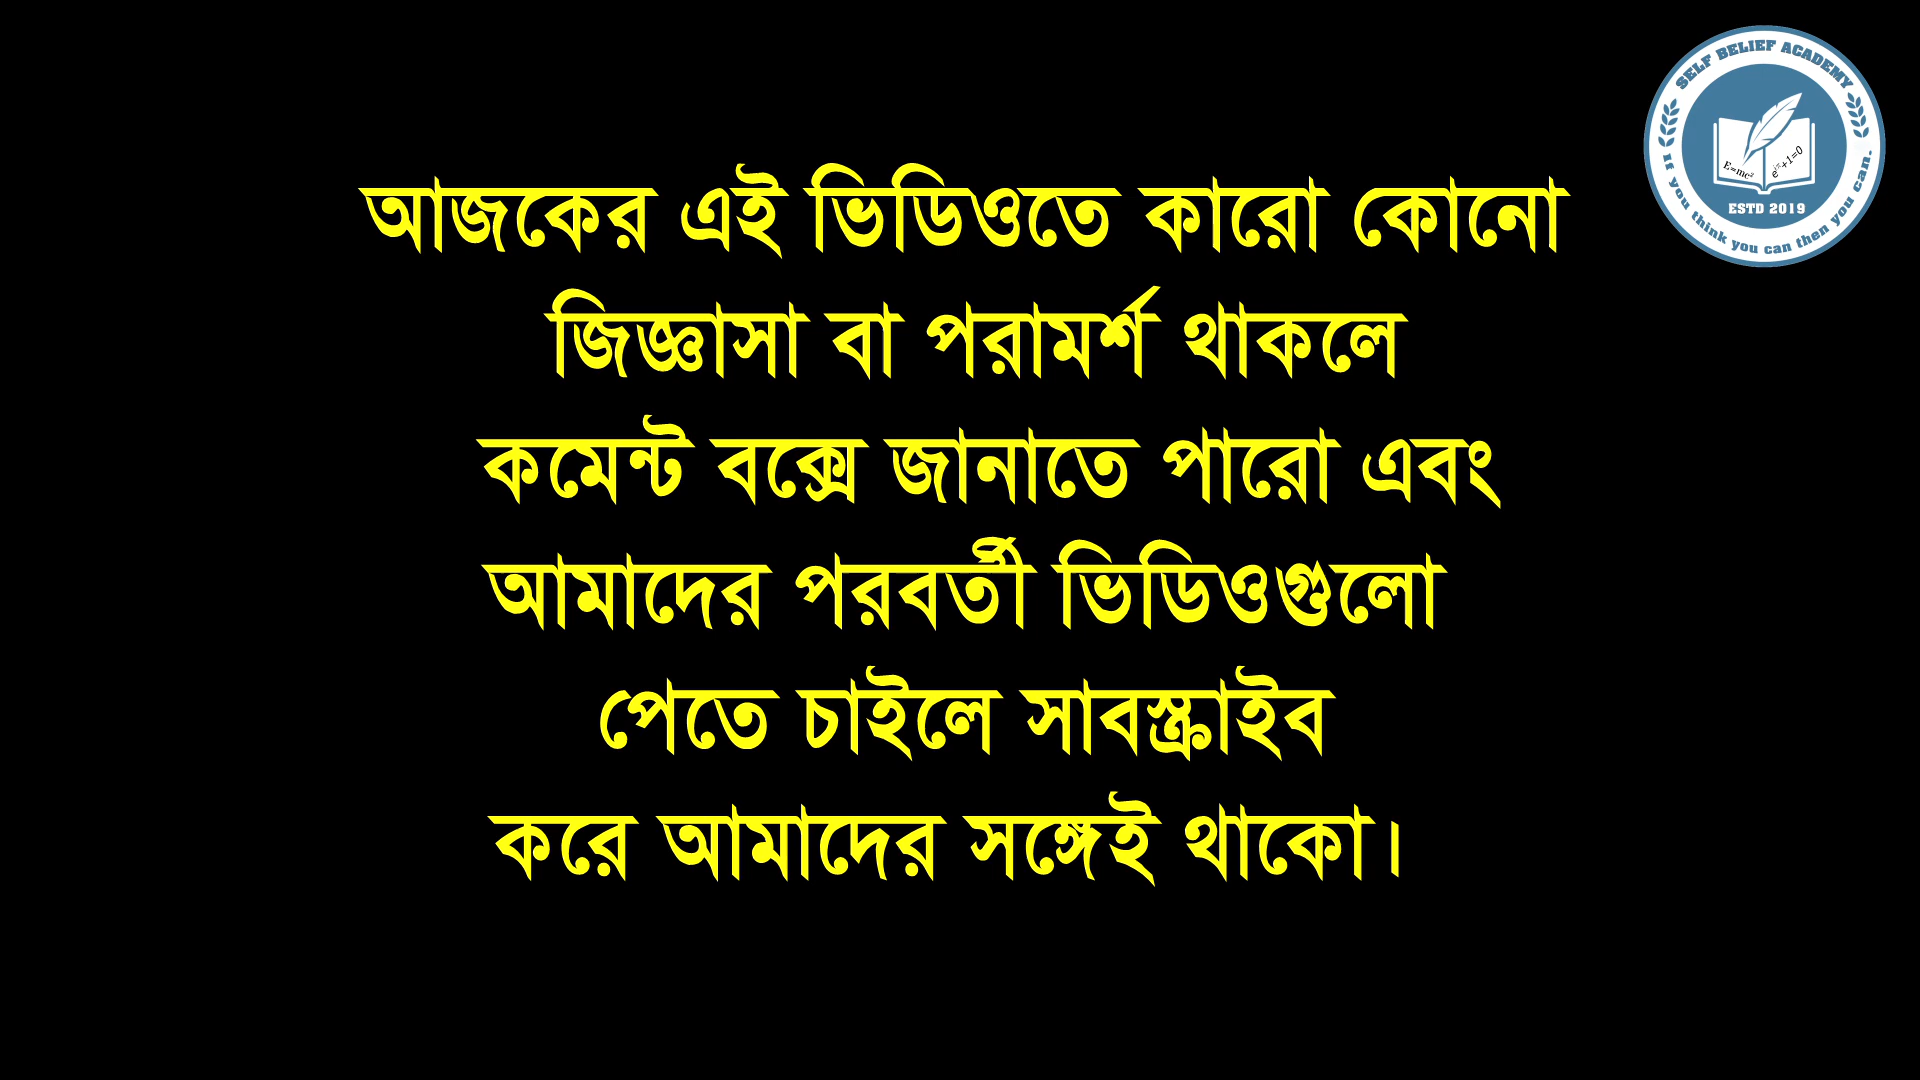 SELF BELIEF ACADEMY
E=mc²
e^iπ+1=0
ESTD 2019
If you think you can then you can.
আজকের এই ভিডিওতে কারো কোনো
জিজ্ঞাসা বা পরামর্শ থাকলে
কমেন্ট বক্সে জানাতে পারো এবং
আমাদের পরবর্তী ভিডিওগুলো
পেতে চাইলে সাবস্ক্রাইব
করে আমাদের সঙ্গেই থাকো।